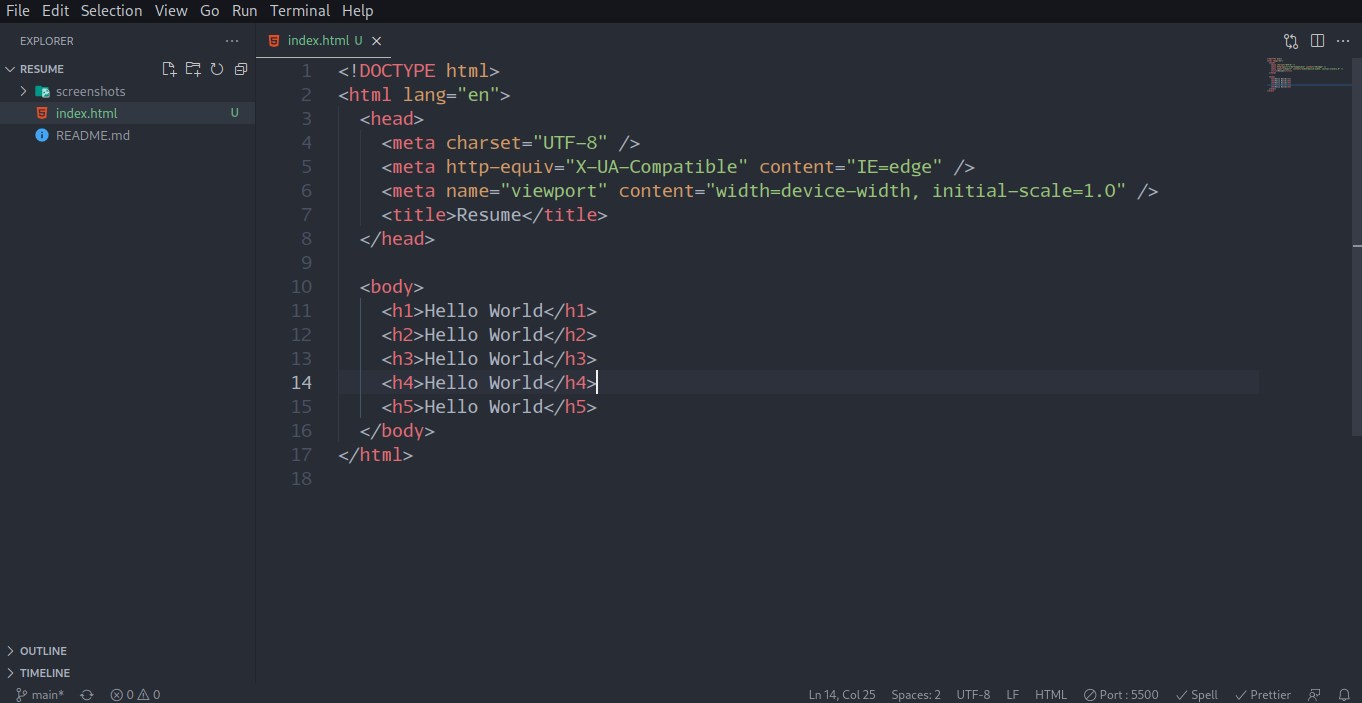 File Edit Selection View Go Run Terminal Help
EXPLORER
index.html U
RESUME
screenshots
index.html U
README.md
1 <!DOCTYPE html>
2 <html lang="en">
3 <head>
4 <meta charset="UTF-8" />
5 <meta http-equiv="X-UA-Compatible" content="IE=edge" />
6 <meta name="viewport" content="width=device-width, initial-scale=1.0" />
7 <title>Resume</title>
8 </head>
9
10 <body>
11 <h1>Hello World</h1>
12 <h2>Hello World</h2>
13 <h3>Hello World</h3>
14 <h4>Hello World</h4>
15 <h5>Hello World</h5>
16 </body>
17 </html>
18
OUTLINE
TIMELINE
main* 0 0 Ln 14, Col 25 Spaces: 2 UTF-8 LF HTML Port : 5500 Spell Prettier